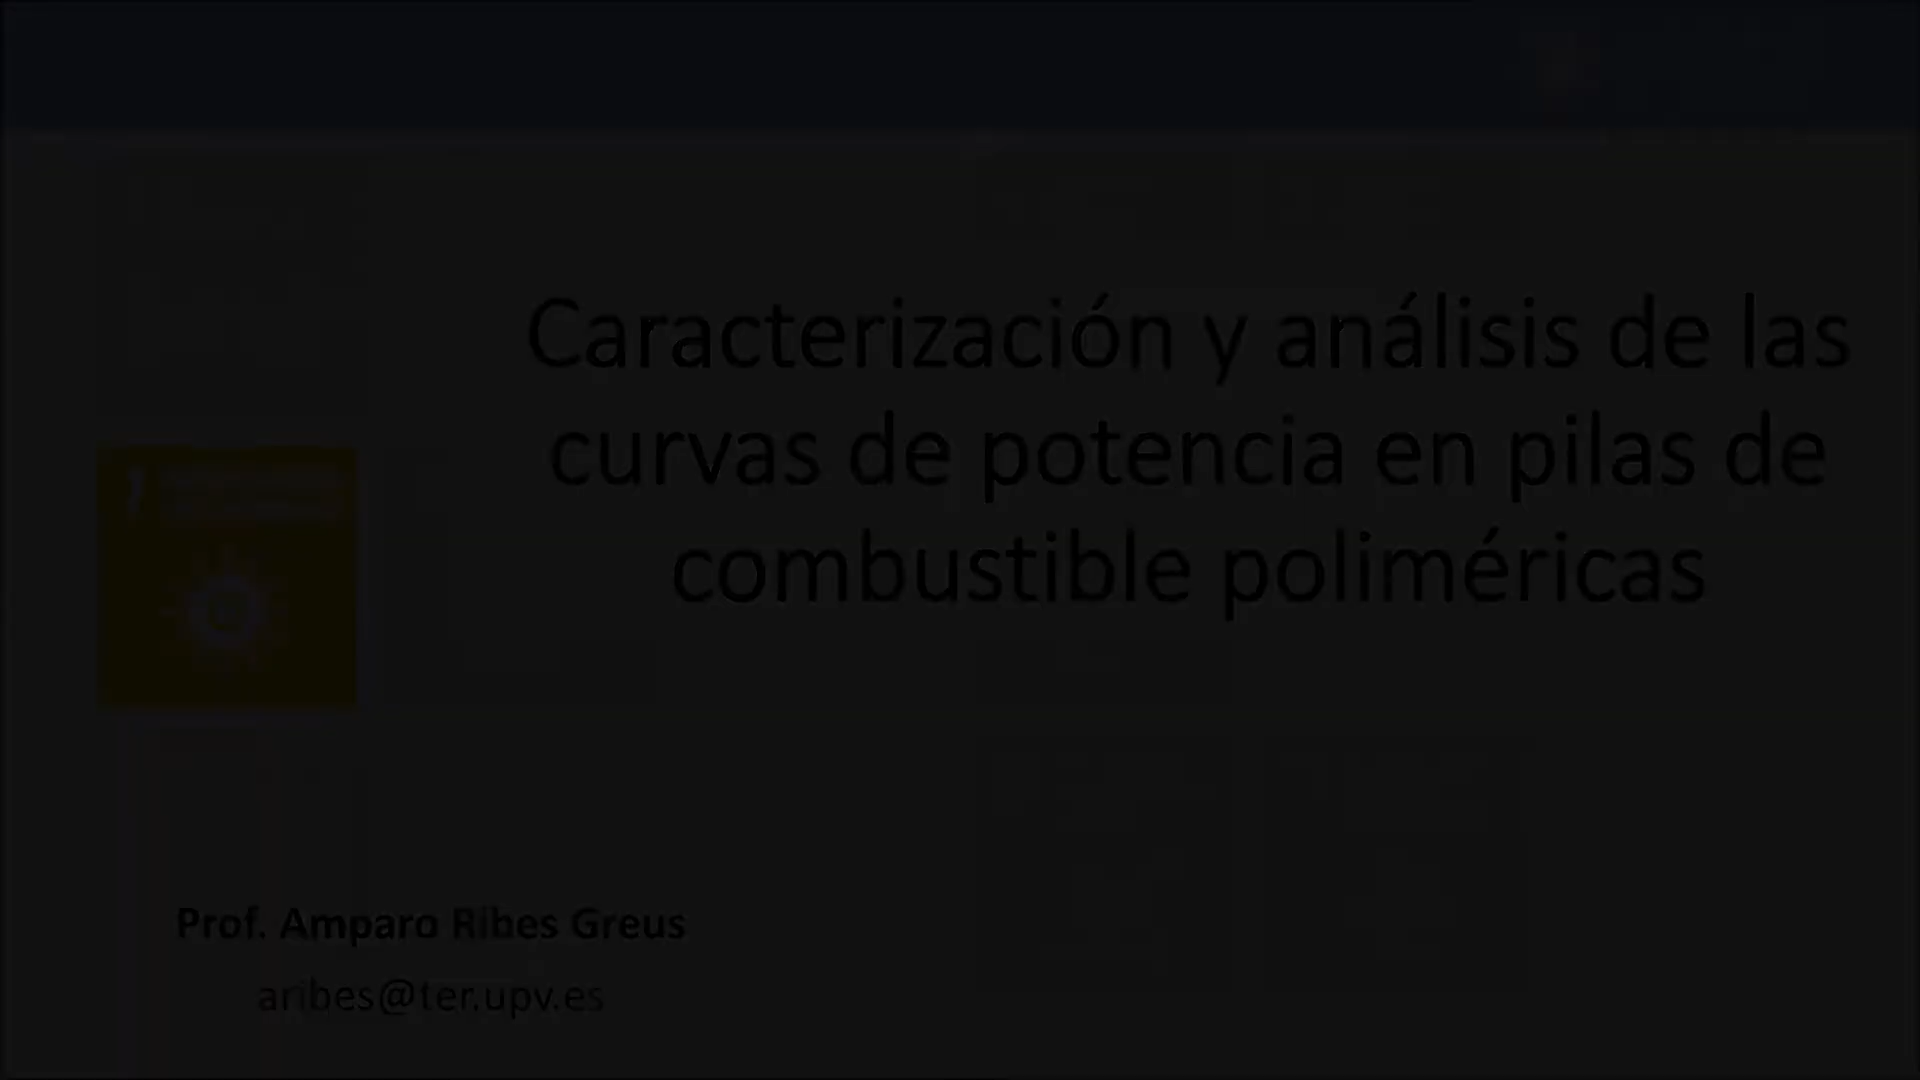 Caracterización y análisis de las
curvas de potencia en pilas de
combustible poliméricas
7
Prof. Amparo Ribes Greus
aribes@ter.upv.es